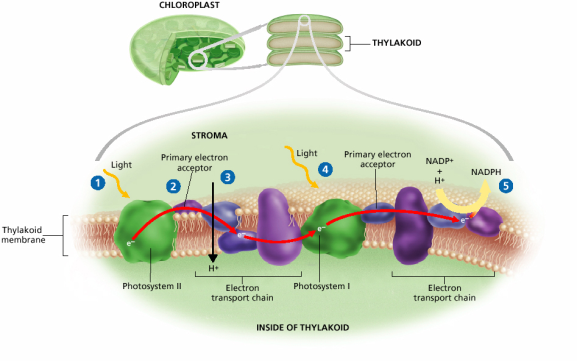 CHLOROPLAST
THYLAKOID
STROMA
Light
Primary electron
acceptor
1
2
3
Light
4
Primary electron
acceptor
NADP+
+
H+
NADPH
5
Thylakoid
membrane
e–
e–
e–
e–
H+
Photosystem II
Electron
transport chain
Photosystem I
Electron
transport chain
INSIDE OF THYLAKOID